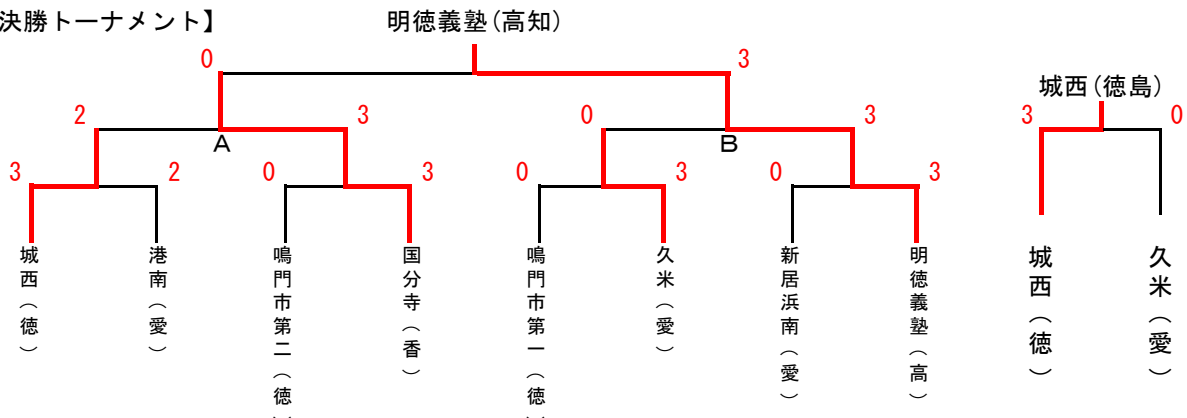 決勝トーナメント】
明徳義塾(高知)
0
3
城西(徳島)
2
3
0
3
3
0
A
B
3
2
0
3
0
3
0
3
城西（徳）
港南（愛）
鳴門市第二（徳
国分寺（香）
鳴門市第一（徳
久米（愛）
新居浜南（愛）
明徳義塾（高）
城西（徳）
久米（愛）